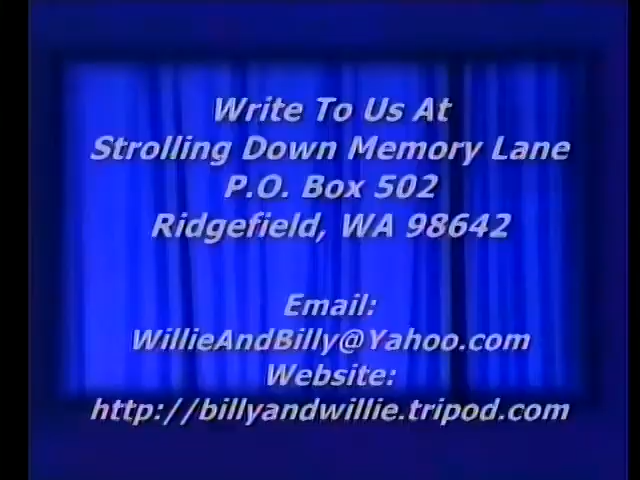 Write To Us At
Strolling Down Memory Lane
P.O. Box 502
Ridgefield, WA 98642
Email:
WillieAndBilly@Yahoo.com
Website:
http://billyandwillie.tripod.com